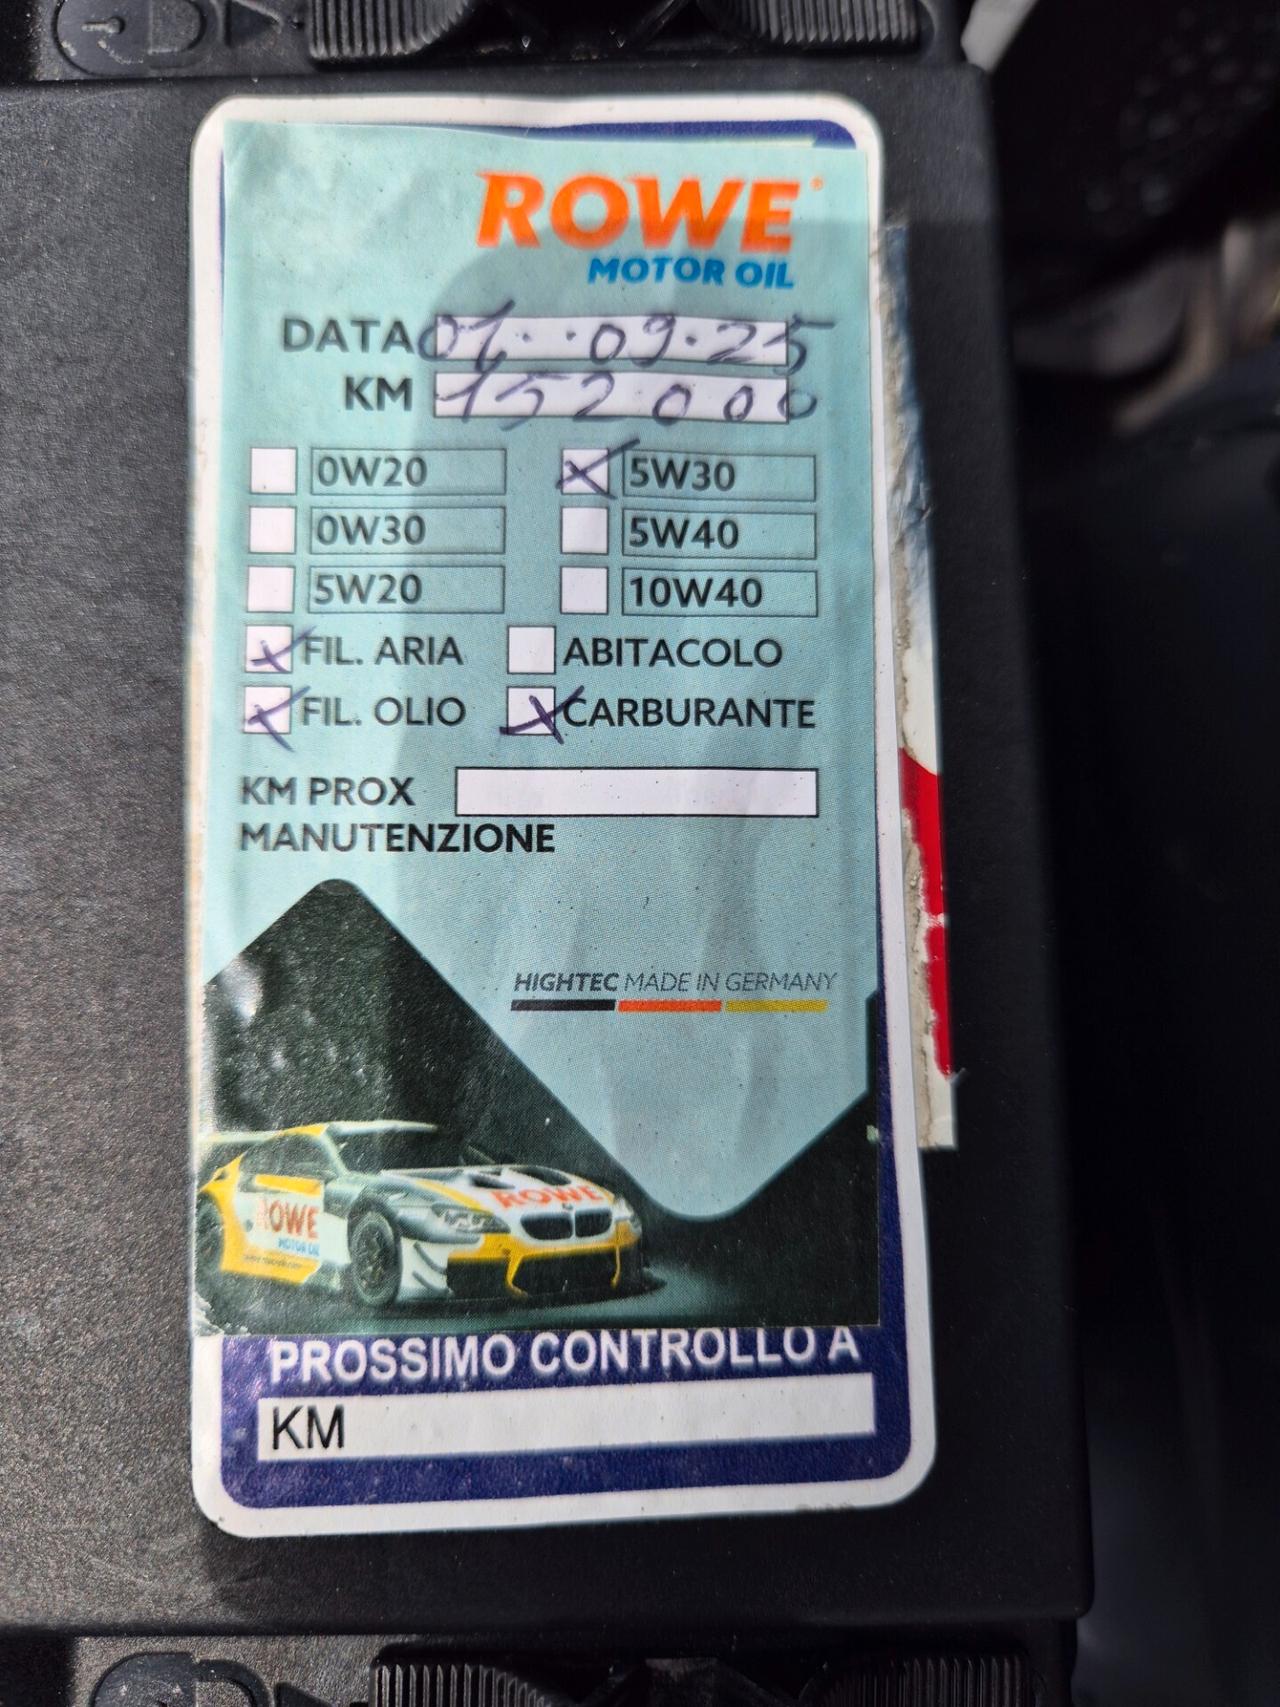 ROWE
MOTOR OIL
DATA 01. . 09. 25
KM 152000
0W20 5W30
0W30 5W40
5W20 10W40
FIL. ARIA ABITACOLO
FIL. OLIO CARBURANTE
KM PROX
MANUTENZIONE
HIGHTEC MADE IN GERMANY
ROWE
ROWE
MOTOR OIL
PROSSIMO CONTROLLO A
KM